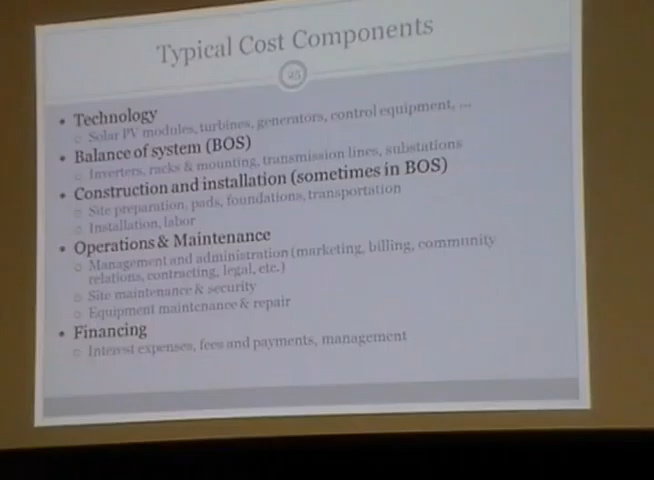 Typical Cost Components
25
• Technology
○ Solar PV modules, turbines, generators, control equipment, ...
• Balance of system (BOS)
○ Inverters, racks & mounting, transmission lines, substations
• Construction and installation (sometimes in BOS)
○ Site preparation, pads, foundations, transportation
○ Installation, labor
• Operations & Maintenance
○ Management and administration (marketing, billing, community
relations, contracting, legal, etc.)
○ Site maintenance & security
○ Equipment maintenance & repair
• Financing
○ Interest expenses, fees and payments, management